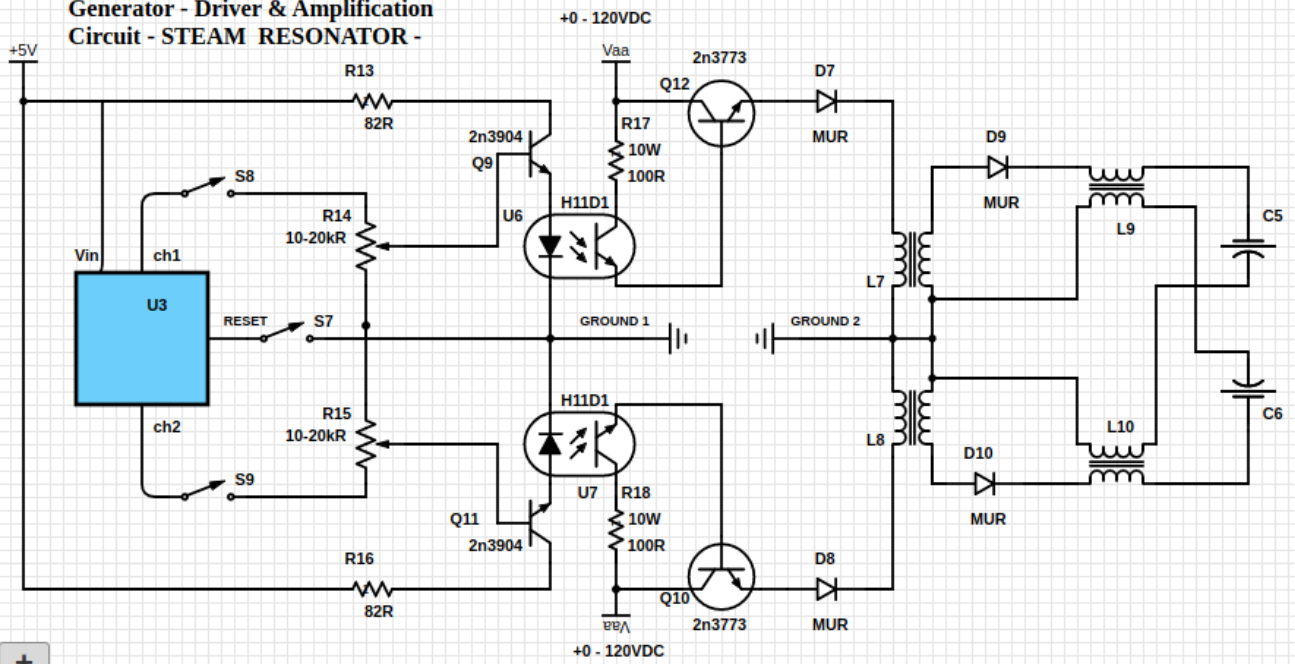 Generator - Driver & Amplification
Circuit - STEAM RESONATOR -
+0 - 120VDC
+5V
Vaa
2n3773
R13
Q12
D7
82R
R17
10W
100R
MUR
2n3904
Q9
D9
MUR
S8
H11D1
U6
R14
10-20kR
C5
L9
Vin
ch1
L7
U3
RESET
S7
GROUND 1
GROUND 2
H11D1
R15
10-20kR
C6
ch2
L10
L8
D10
S9
U7
R18
10W
100R
Q11
2n3904
MUR
R16
D8
82R
Q10
Vaa
2n3773
MUR
+0 - 120VDC
+